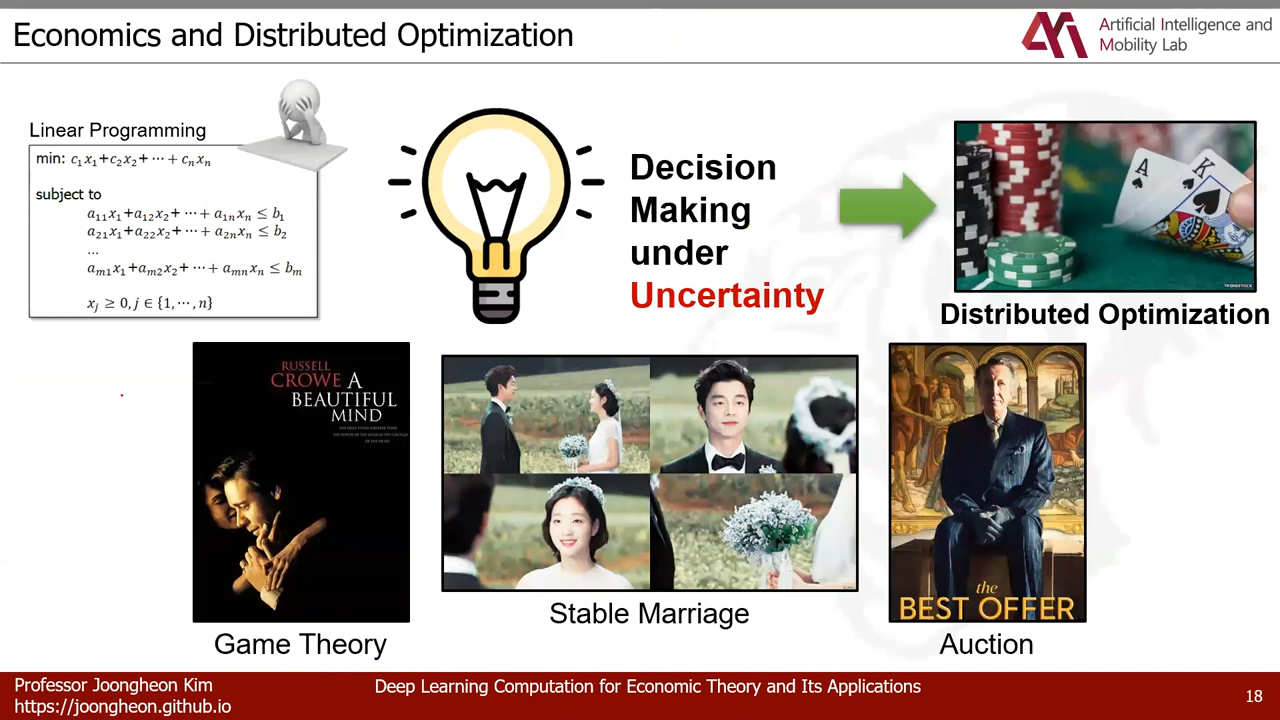 Economics and Distributed Optimization
Artificial Intelligence and
Mobility Lab
Linear Programming
min: c₁x₁+c₂x₂+ ⋯ + cₙxₙ
subject to
a₁₁x₁+a₁₂x₂+ ⋯+ a₁ₙxₙ ≤ b₁
a₂₁x₁+a₂₂x₂+ ⋯+ a₂ₙxₙ ≤ b₂
...
aₘ₁x₁+aₘ₂x₂+ ⋯+ aₘₙxₙ ≤ bₘ
xⱼ ≥ 0, j ∈ {1, ⋯, n}
Decision
Making
under
Uncertainty
A
K
Distributed Optimization
RUSSELL
CROWE A
BEAUTIFUL
MIND
Game Theory
Stable Marriage
the
BEST OFFER
Auction
Professor Joongheon Kim
https://joongheon.github.io
Deep Learning Computation for Economic Theory and Its Applications
18